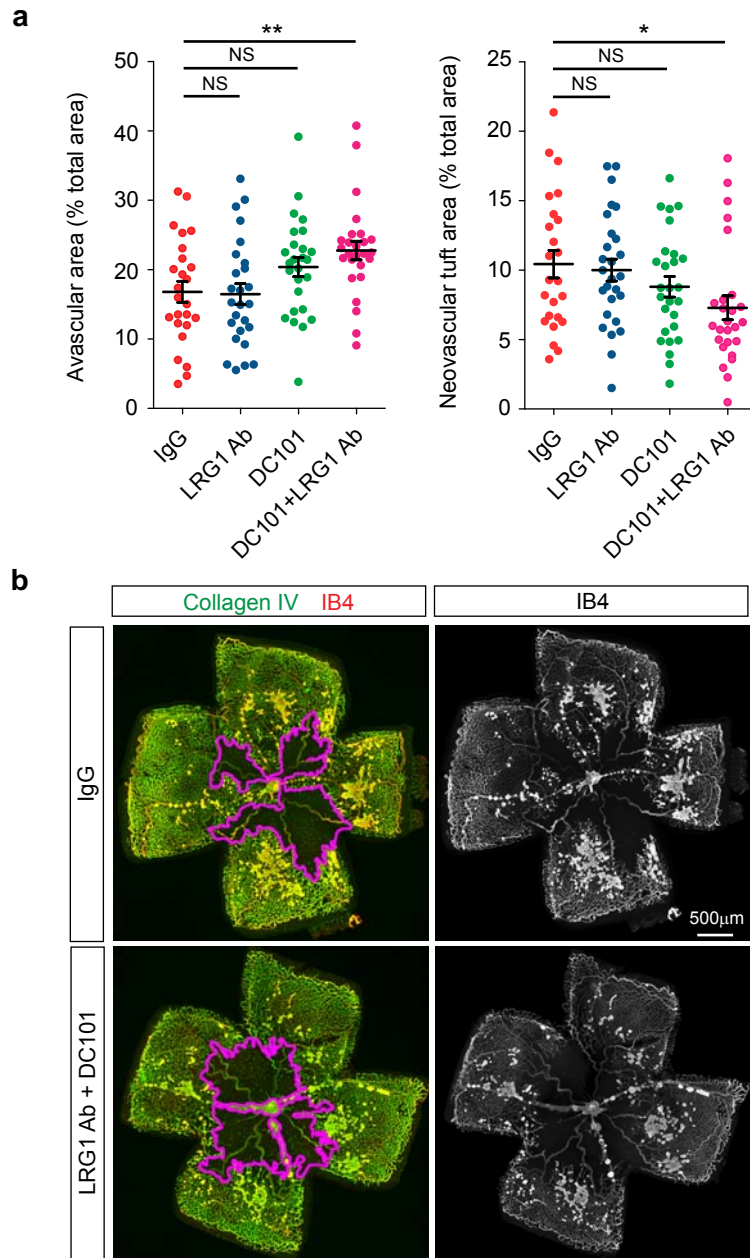 a
**
NS
NS
Avascular area (% total area)
50
40
30
20
10
0
IgG
LRG1 Ab
DC101
DC101+LRG1 Ab
*
NS
NS
Neovascular tuft area (% total area)
25
20
15
10
5
0
IgG
LRG1 Ab
DC101
DC101+LRG1 Ab
b
Collagen IV IB4
IB4
IgG
500μm
LRG1 Ab + DC101